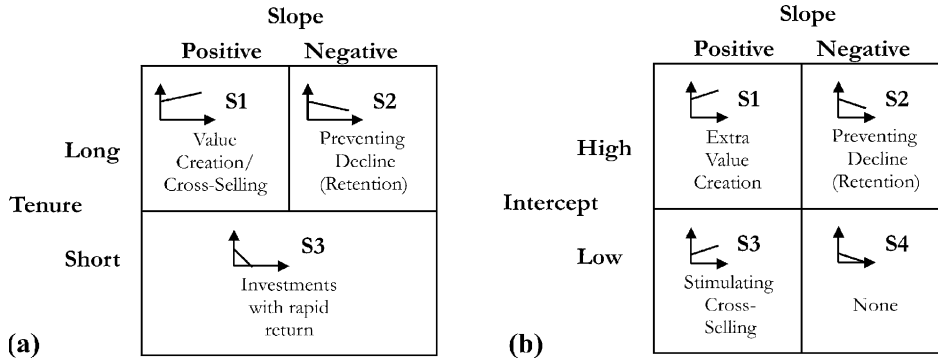 Slope
Positive Negative
Long
Tenure
Short
S1
Value
Creation/
Cross-Selling
S2
Preventing
Decline
(Retention)
S3
Investments
with rapid
return
(a)
Slope
Positive Negative
High
Intercept
Low
S1
Extra
Value
Creation
S2
Preventing
Decline
(Retention)
S3
Stimulating
Cross-
Selling
S4
None
(b)